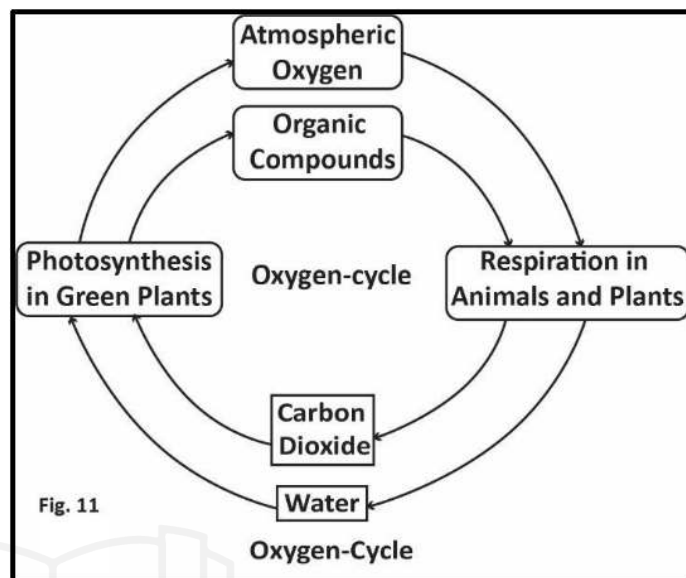 Atmospheric
Oxygen
Organic
Compounds
Photosynthesis
in Green Plants
Oxygen-cycle
Respiration in
Animals and Plants
Carbon
Dioxide
Water
Fig. 11
Oxygen-Cycle